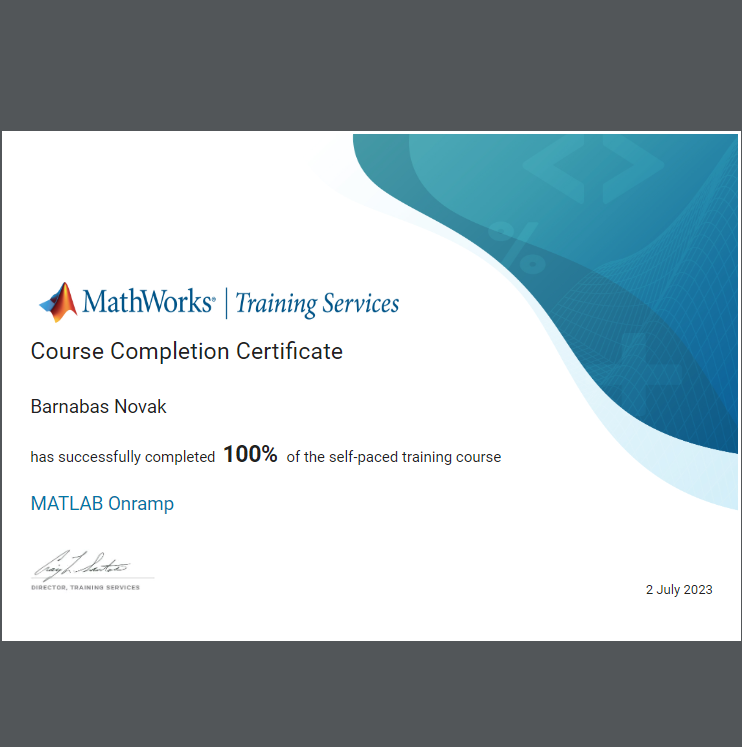 MathWorks® | Training Services
Course Completion Certificate
Barnabas Novak
has successfully completed 100% of the self-paced training course
MATLAB Onramp
DIRECTOR, TRAINING SERVICES
2 July 2023